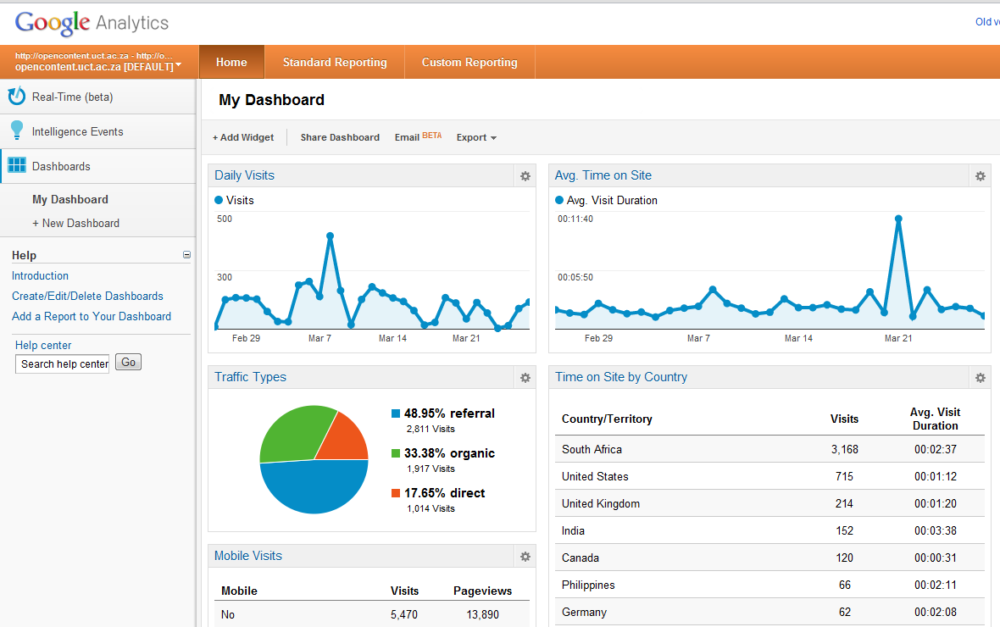 Google Analytics
Old v
http://opencontent.uct.ac.za - http://o...
opencontent.uct.ac.za [DEFAULT]
Home
Standard Reporting
Custom Reporting
Real-Time (beta)
Intelligence Events
Dashboards
My Dashboard
+ New Dashboard
Help
Introduction
Create/Edit/Delete Dashboards
Add a Report to Your Dashboard
Help center
Search help center
Go
My Dashboard
+ Add Widget
Share Dashboard
Email BETA
Export
Daily Visits
Visits
500
300
Feb 29
Mar 7
Mar 14
Mar 21
Avg. Time on Site
Avg. Visit Duration
00:11:40
00:05:50
Feb 29
Mar 7
Mar 14
Mar 21
Traffic Types
48.95% referral
2,811 Visits
33.38% organic
1,917 Visits
17.65% direct
1,014 Visits
Mobile Visits
Mobile Visits Pageviews
No 5,470 13,890
Time on Site by Country
Country/Territory Visits Avg. Visit
Duration
South Africa 3,168 00:02:37
United States 715 00:01:12
United Kingdom 214 00:01:20
India 152 00:03:38
Canada 120 00:00:31
Philippines 66 00:02:11
Germany 62 00:02:08